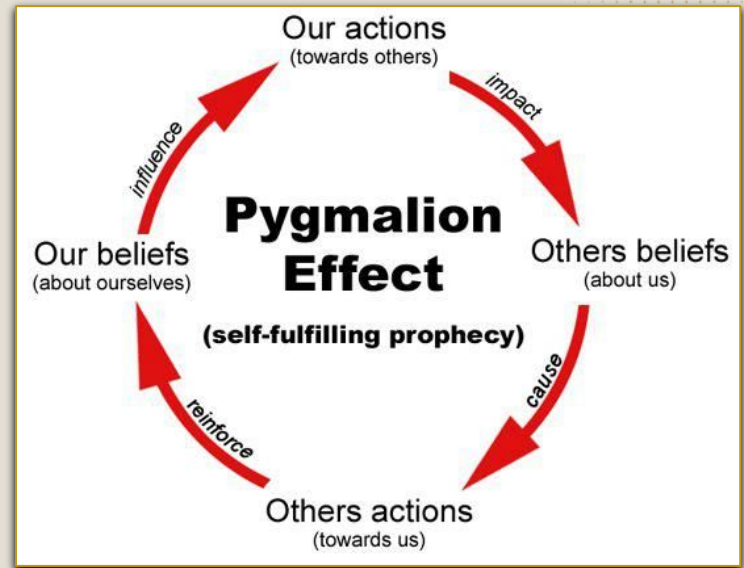 Our actions
(towards others)
impact
Others beliefs
(about us)
cause
Others actions
(towards us)
reinforce
Our beliefs
(about ourselves)
influence
Pygmalion
Effect
(self-fulfilling prophecy)